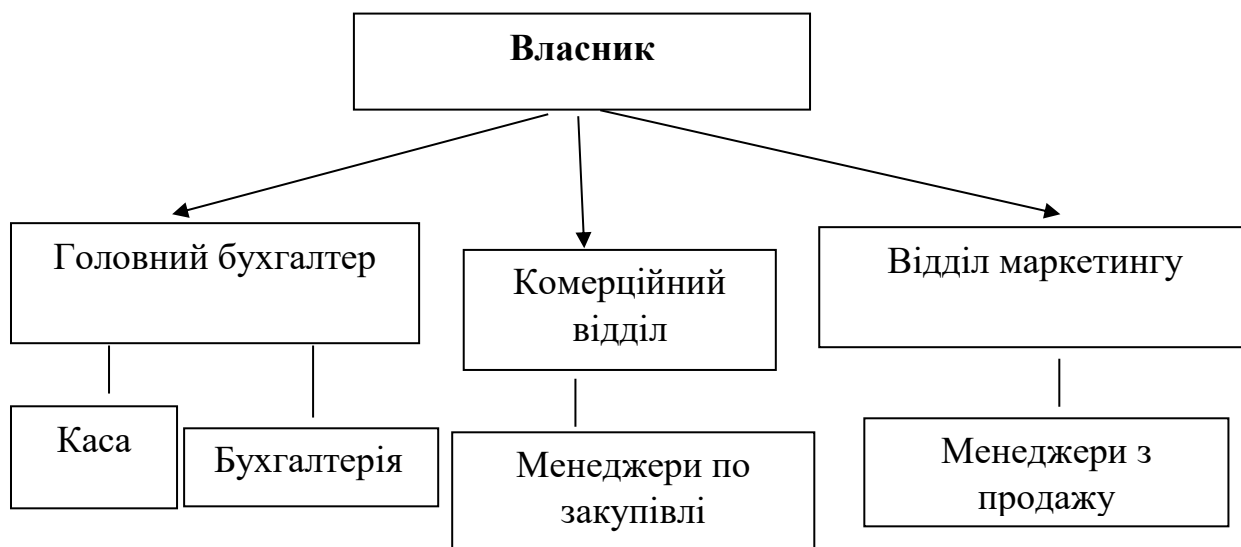 Власник
Головний бухгалтер
Комерційний
відділ
Відділ маркетингу
Каса
Бухгалтерія
Менеджери по
закупівлі
Менеджери з
продажу